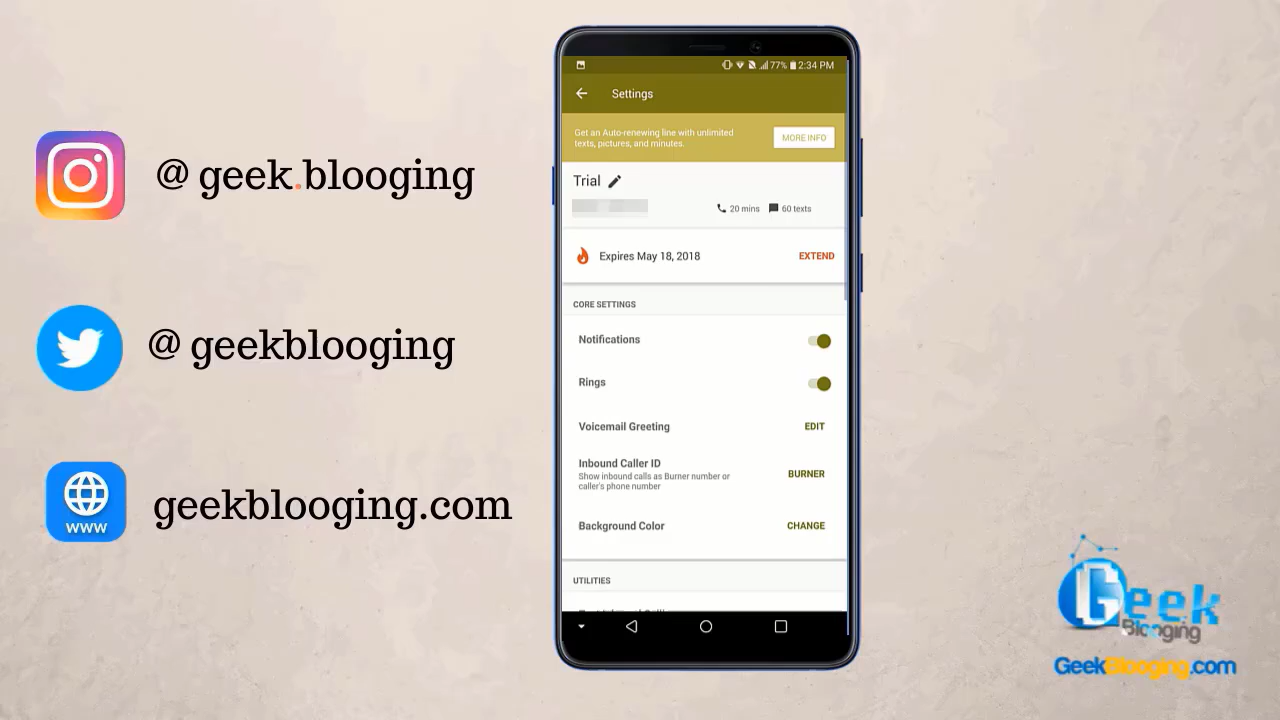 @ geek.blooging
@ geekblooging
WWW
geekblooging.com
77% 2:34 PM
Settings
Get an Auto-renewing line with unlimited
texts, pictures, and minutes.
MORE INFO
Trial
20 mins 60 texts
Expires May 18, 2018 EXTEND
CORE SETTINGS
Notifications
Rings
Voicemail Greeting EDIT
Inbound Caller ID
Show inbound calls as Burner number or
caller's phone number
BURNER
Background Color CHANGE
UTILITIES
Geek
Blooging
GeekBlooging.com